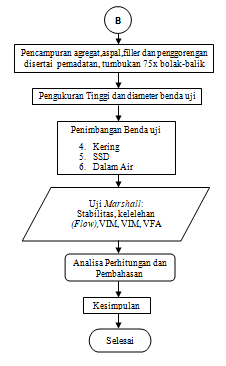 B
Pencampuran agregat,aspal,filler dan penggorengan
disertai pemadatan, tumbukan 75x bolak-balik
Pengukuran Tinggi dan diameter benda uji
Penimbangan Benda uji
4. Kering
5. SSD
6. Dalam Air
Uji Marshall:
Stabilitas, kelelehan
(Flow),VIM, VIM, VFA
Analisa Perhitungan dan
Pembahasan
Kesimpulan
Selesai